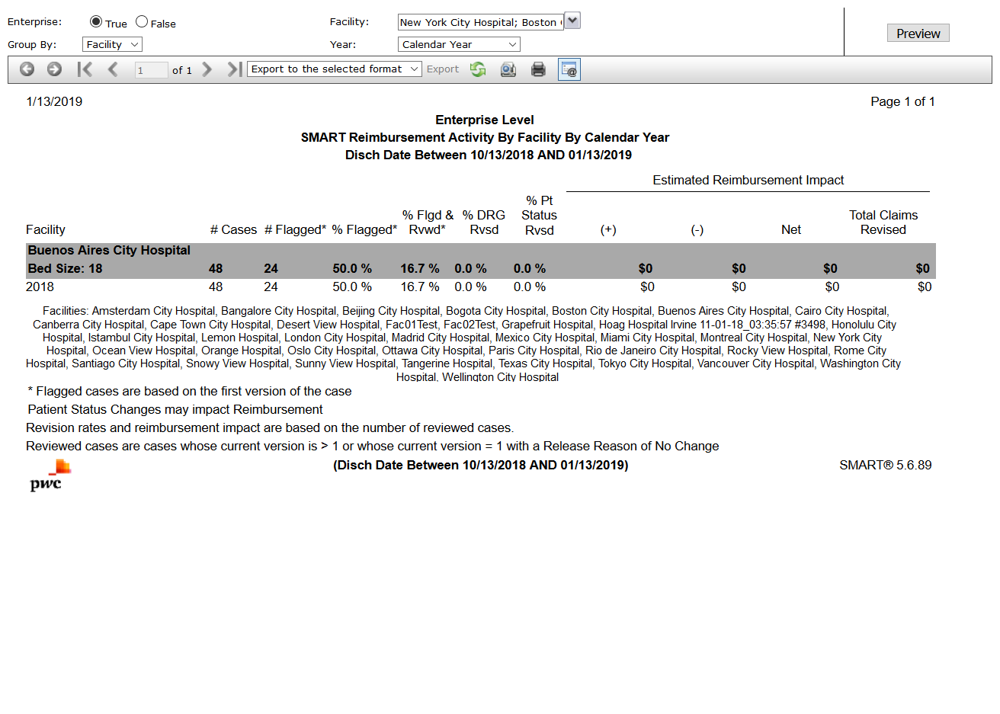 Enterprise: True False Facility: New York City Hospital; Boston
Group By: Facility Year: Calendar Year
Preview
1 of 1 Export to the selected format Export
1/13/2019 Page 1 of 1
Enterprise Level
SMART Reimbursement Activity By Facility By Calendar Year
Disch Date Between 10/13/2018 AND 01/13/2019
Estimated Reimbursement Impact
Facility # Cases # Flagged* % Flagged* % Flgd & Rvwd* % DRG Rvsd % Pt Status Rvsd (+) (-) Net Total Claims Revised
Buenos Aires City Hospital
Bed Size: 18 48 24 50.0 % 16.7 % 0.0 % 0.0 % $0 $0 $0 $0
2018 48 24 50.0 % 16.7 % 0.0 % 0.0 % $0 $0 $0 $0
Facilities: Amsterdam City Hospital, Bangalore City Hospital, Beijing City Hospital, Bogota City Hospital, Boston City Hospital, Buenos Aires City Hospital, Cairo City Hospital,
Canberra City Hospital, Cape Town City Hospital, Desert View Hospital, Fac01Test, Fac02Test, Grapefruit Hospital, Hoag Hospital Irvine 11-01-18_03:35:57 #3498, Honolulu City
Hospital, Istambul City Hospital, Lemon Hospital, London City Hospital, Madrid City Hospital, Mexico City Hospital, Miami City Hospital, Montreal City Hospital, New York City
Hospital, Ocean View Hospital, Orange Hospital, Oslo City Hospital, Ottawa City Hospital, Paris City Hospital, Rio de Janeiro City Hospital, Rocky View Hospital, Rome City
Hospital, Santiago City Hospital, Snowy View Hospital, Sunny View Hospital, Tangerine Hospital, Texas City Hospital, Tokyo City Hospital, Vancouver City Hospital, Washington City
Hospital, Wellington City Hospital
* Flagged cases are based on the first version of the case
Patient Status Changes may impact Reimbursement
Revision rates and reimbursement impact are based on the number of reviewed cases.
Reviewed cases are cases whose current version is > 1 or whose current version = 1 with a Release Reason of No Change
(Disch Date Between 10/13/2018 AND 01/13/2019) SMART® 5.6.89
pwc